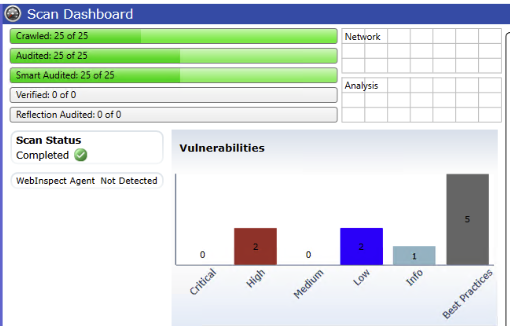 Scan Dashboard
Crawled: 25 of 25
Audited: 25 of 25
Smart Audited: 25 of 25
Verified: 0 of 0
Reflection Audited: 0 of 0
Network
Analysis
Scan Status
Completed
WebInspect Agent Not Detected
Vulnerabilities
0
2
0
2
1
5
Critical
High
Medium
Low
Info
Best Practices